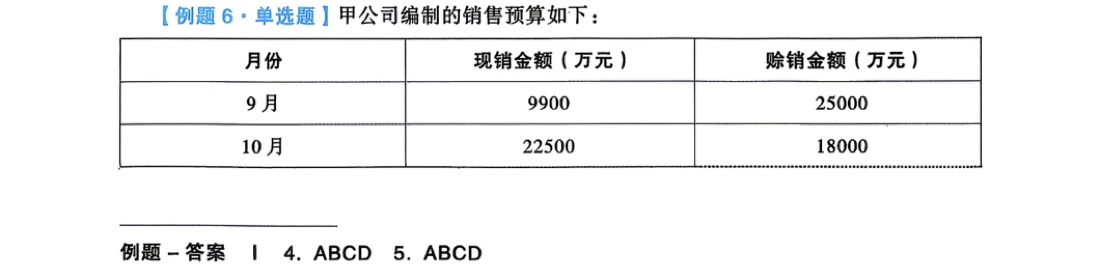 【例题6·单选题】甲公司编制的销售预算如下：
月份 现销金额（万元） 赊销金额（万元）
9月 9900 25000
10月 22500 18000
例题－答案 | 4. ABCD 5. ABCD